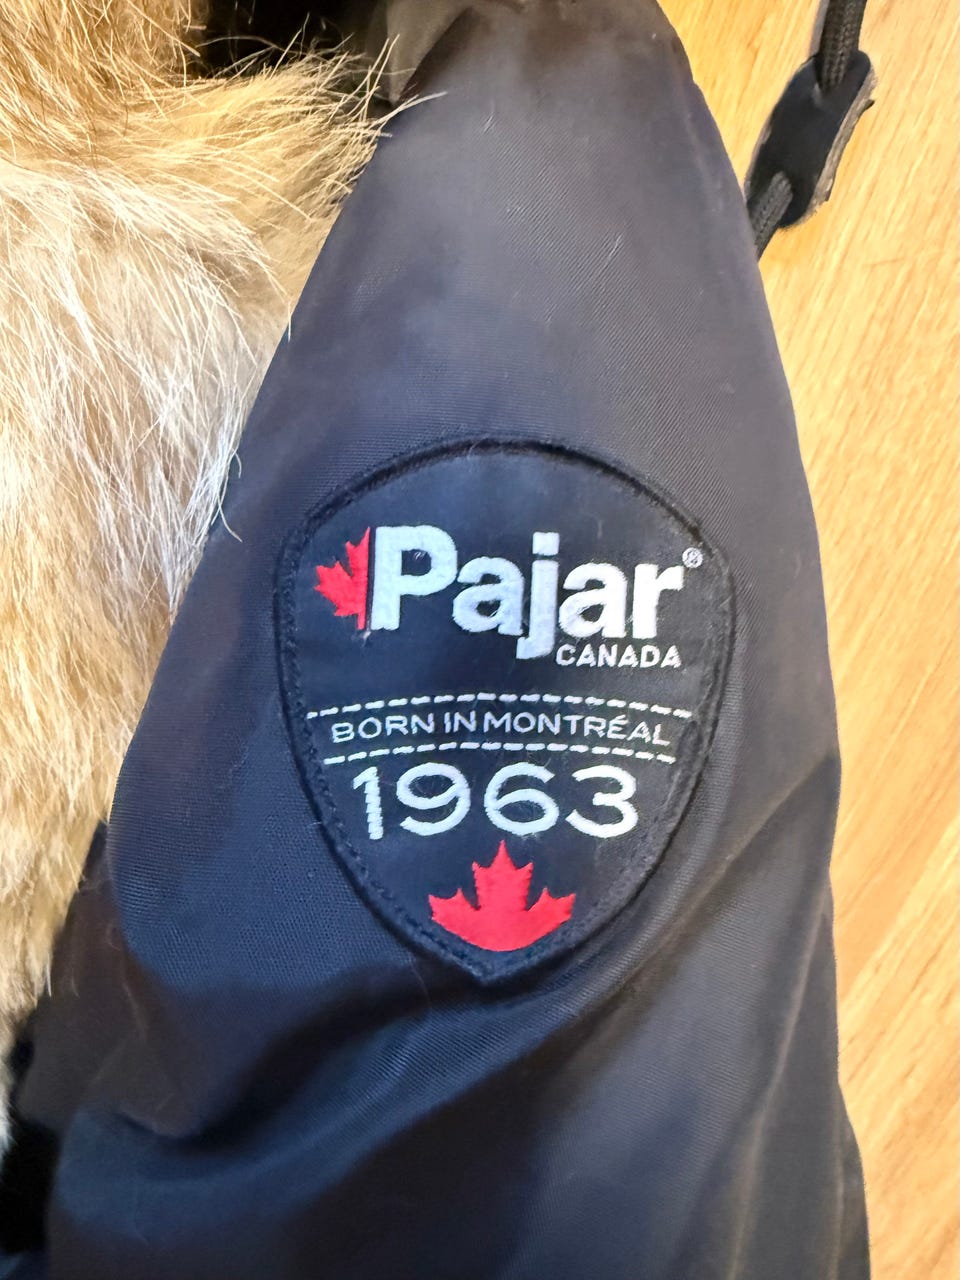 Pajar®
CANADA
BORN IN MONTRÉAL
1963